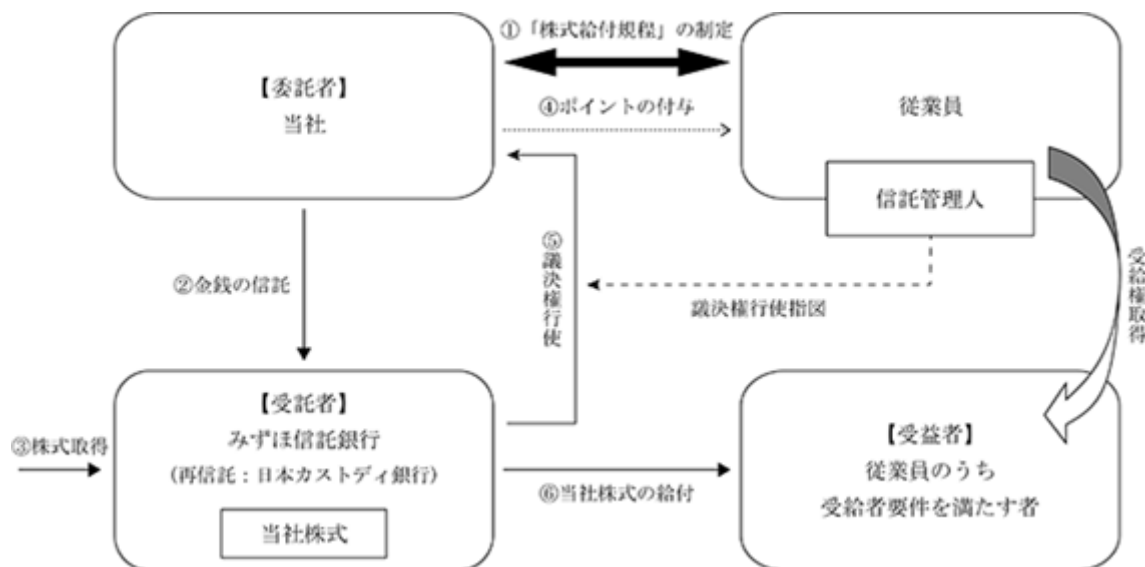 ①「株式給付規程」の制定
【委託者】
当社
④ポイントの付与
従業員
信託管理人
②金銭の信託
⑤議決権行使
議決権行使指図
受給権取得
【受託者】
みずほ信託銀行
（再信託：日本カストディ銀行）
当社株式
③株式取得
⑥当社株式の給付
【受益者】
従業員のうち
受給者要件を満たす者